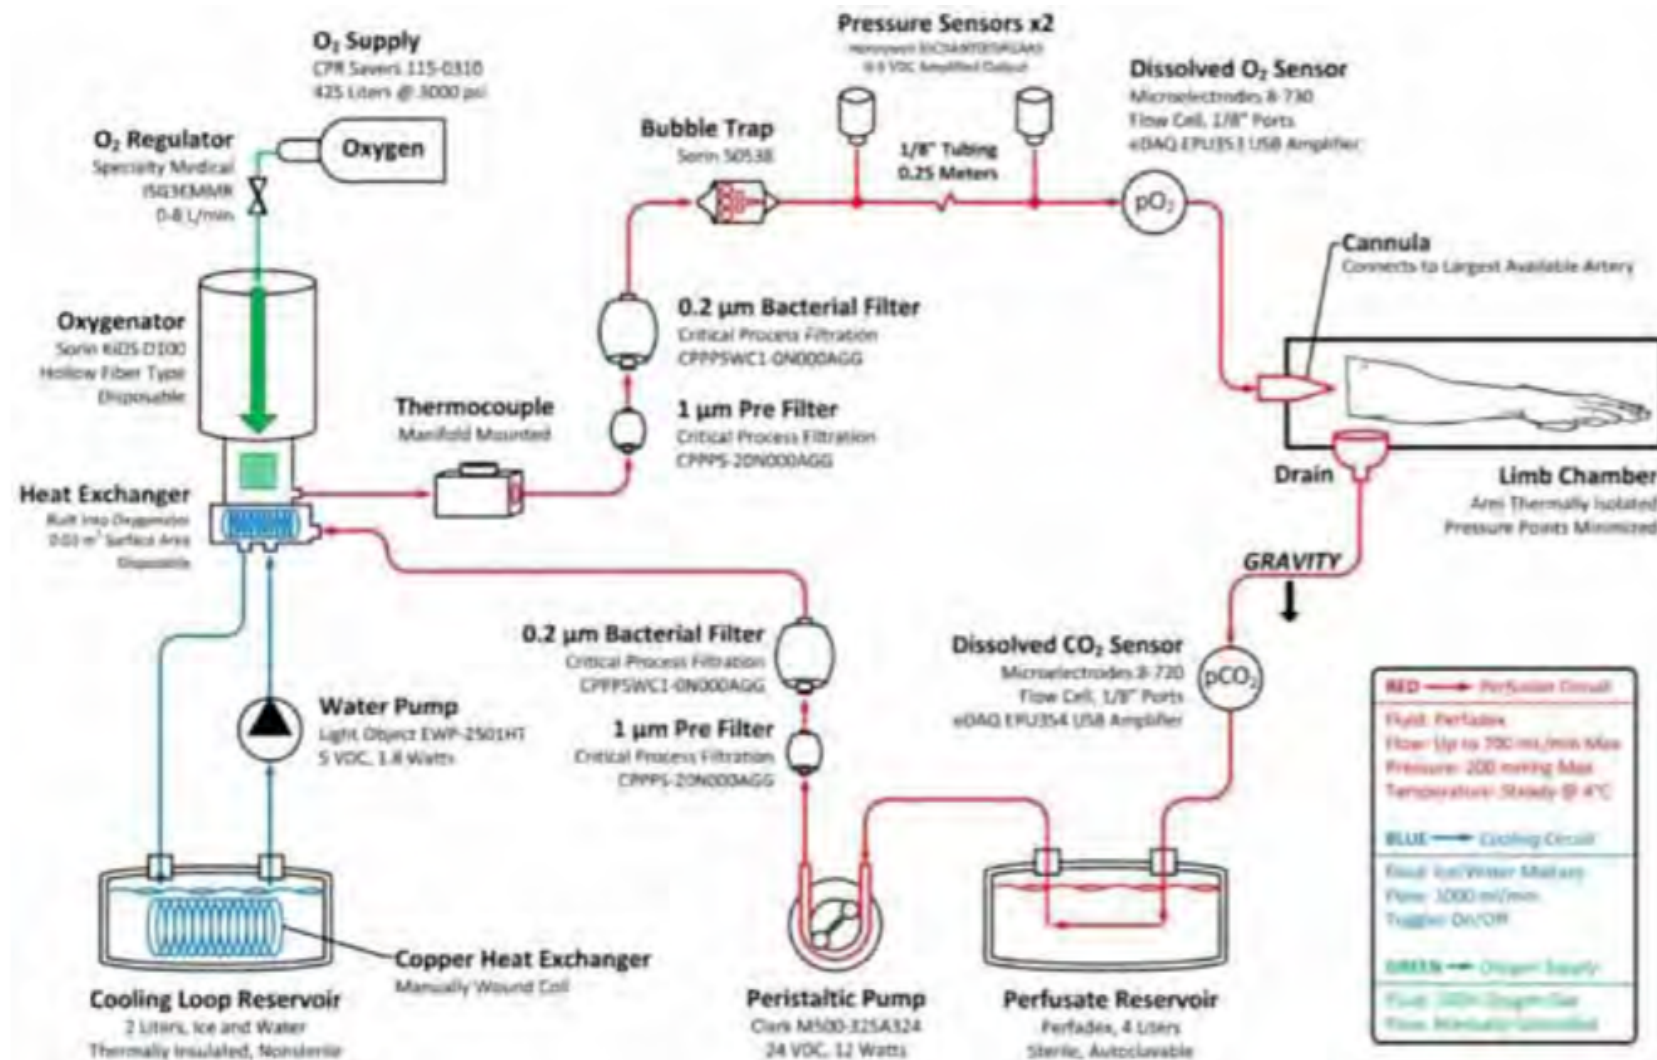 O₂ Supply
CPR Savers 115-0310
425 Liters @ 3000 psi
O₂ Regulator
Specialty Medical
0-8 L/min
Oxygen
Oxygenator
Sorin KIDS D100
Hollow Fiber Type
Disposable
Heat Exchanger
Built Into Oxygenator
Surface Area
Disposable
Thermocouple
Manifold Mounted
Bubble Trap
Sorin
Pressure Sensors x2
Honeywell
VDC Amplified Output
1/8" Tubing
0.25 Meters
Dissolved O₂ Sensor
Microelectrodes 8-730
Flow Cell, 1/8" Ports
eDAQ EPU353 USB Amplifier
pO₂
0.2 µm Bacterial Filter
Critical Process Filtration
CPPPSWC1-0N000AGG
1 µm Pre Filter
Critical Process Filtration
CPPPS-20N000AGG
Cannula
Connects to Largest Available Artery
Drain
Limb Chamber
Arm Thermally Isolated
Pressure Points Minimized
GRAVITY
Dissolved CO₂ Sensor
Microelectrodes 8-720
Flow Cell, 1/8" Ports
eDAQ EPU354 USB Amplifier
pCO₂
0.2 µm Bacterial Filter
Critical Process Filtration
CPPPSWC1-0N000AGG
1 µm Pre Filter
Critical Process Filtration
CPPPS-20N000AGG
Water Pump
Light Object EWP-2501HT
5 VDC, 1.8 Watts
Copper Heat Exchanger
Manually Wound Coil
Cooling Loop Reservoir
2 Liters, Ice and Water
Thermally Insulated, Nonsterile
Peristaltic Pump
Clark M500-325A324
24 VDC, 12 Watts
Perfusate Reservoir
Perfadex, 4 Liters
Sterile, Autoclavable
RED Perfusion Circuit
Fluid: Perfadex
Flow: Up to 700 mL/min Max
Pressure: 200 mmHg Max
Temperature: Steady @ 4°C
BLUE Cooling Circuit
Fluid: Ice/Water Mixture
Flow: 1000 ml/min
Toggle: On/Off
GREEN Oxygen Supply
Fluid: 100% Oxygen Gas
Flow: Manually Controlled